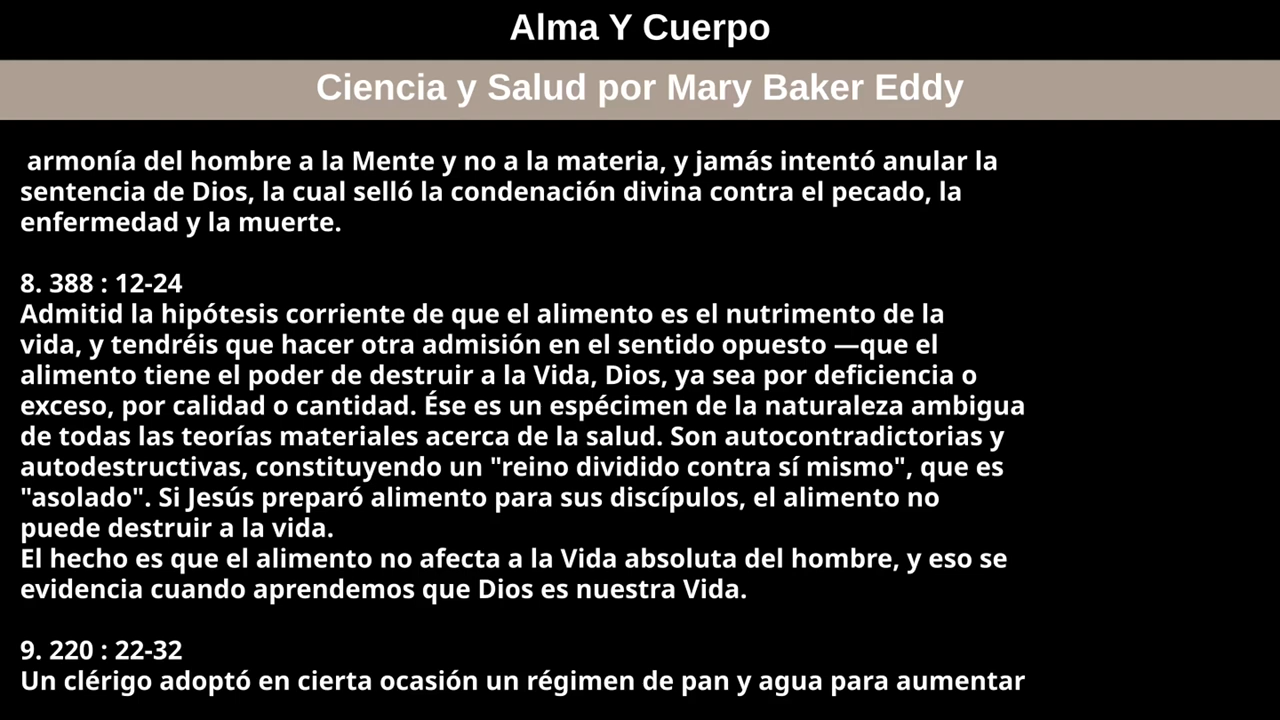 Alma Y Cuerpo
Ciencia y Salud por Mary Baker Eddy
armonía del hombre a la Mente y no a la materia, y jamás intentó anular la
sentencia de Dios, la cual selló la condenación divina contra el pecado, la
enfermedad y la muerte.
8. 388 : 12-24
Admitid la hipótesis corriente de que el alimento es el nutrimento de la
vida, y tendréis que hacer otra admisión en el sentido opuesto —que el
alimento tiene el poder de destruir a la Vida, Dios, ya sea por deficiencia o
exceso, por calidad o cantidad. Ése es un espécimen de la naturaleza ambigua
de todas las teorías materiales acerca de la salud. Son autocontradictorias y
autodestructivas, constituyendo un "reino dividido contra sí mismo", que es
"asolado". Si Jesús preparó alimento para sus discípulos, el alimento no
puede destruir a la vida.
El hecho es que el alimento no afecta a la Vida absoluta del hombre, y eso se
evidencia cuando aprendemos que Dios es nuestra Vida.
9. 220 : 22-32
Un clérigo adoptó en cierta ocasión un régimen de pan y agua para aumentar